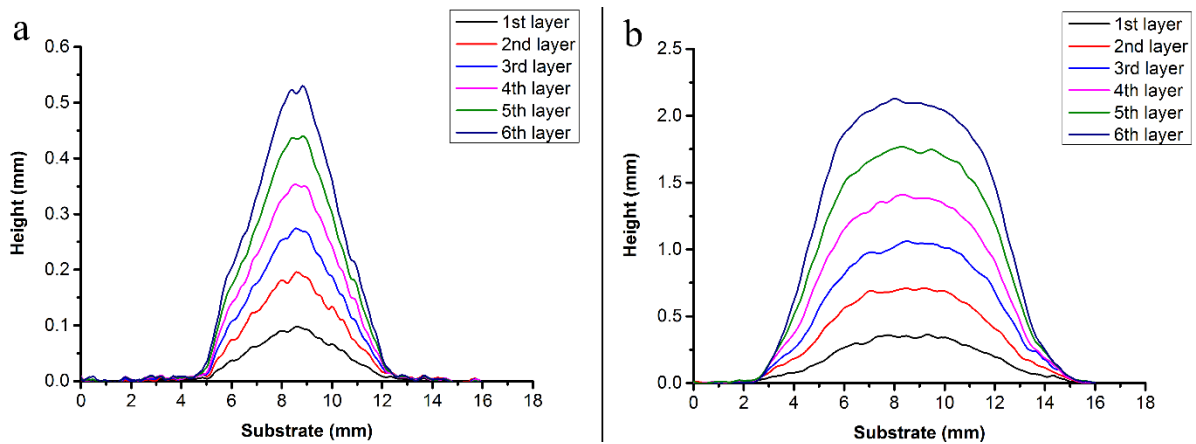 a
1st layer
2nd layer
3rd layer
4th layer
5th layer
6th layer
0.6
0.5
0.4
0.3
0.2
0.1
0.0
Height (mm)
0 2 4 6 8 10 12 14 16 18
Substrate (mm)
b
1st layer
2nd layer
3rd layer
4th layer
5th layer
6th layer
2.5
2.0
1.5
1.0
0.5
0.0
Height (mm)
0 2 4 6 8 10 12 14 16 18
Substrate (mm)